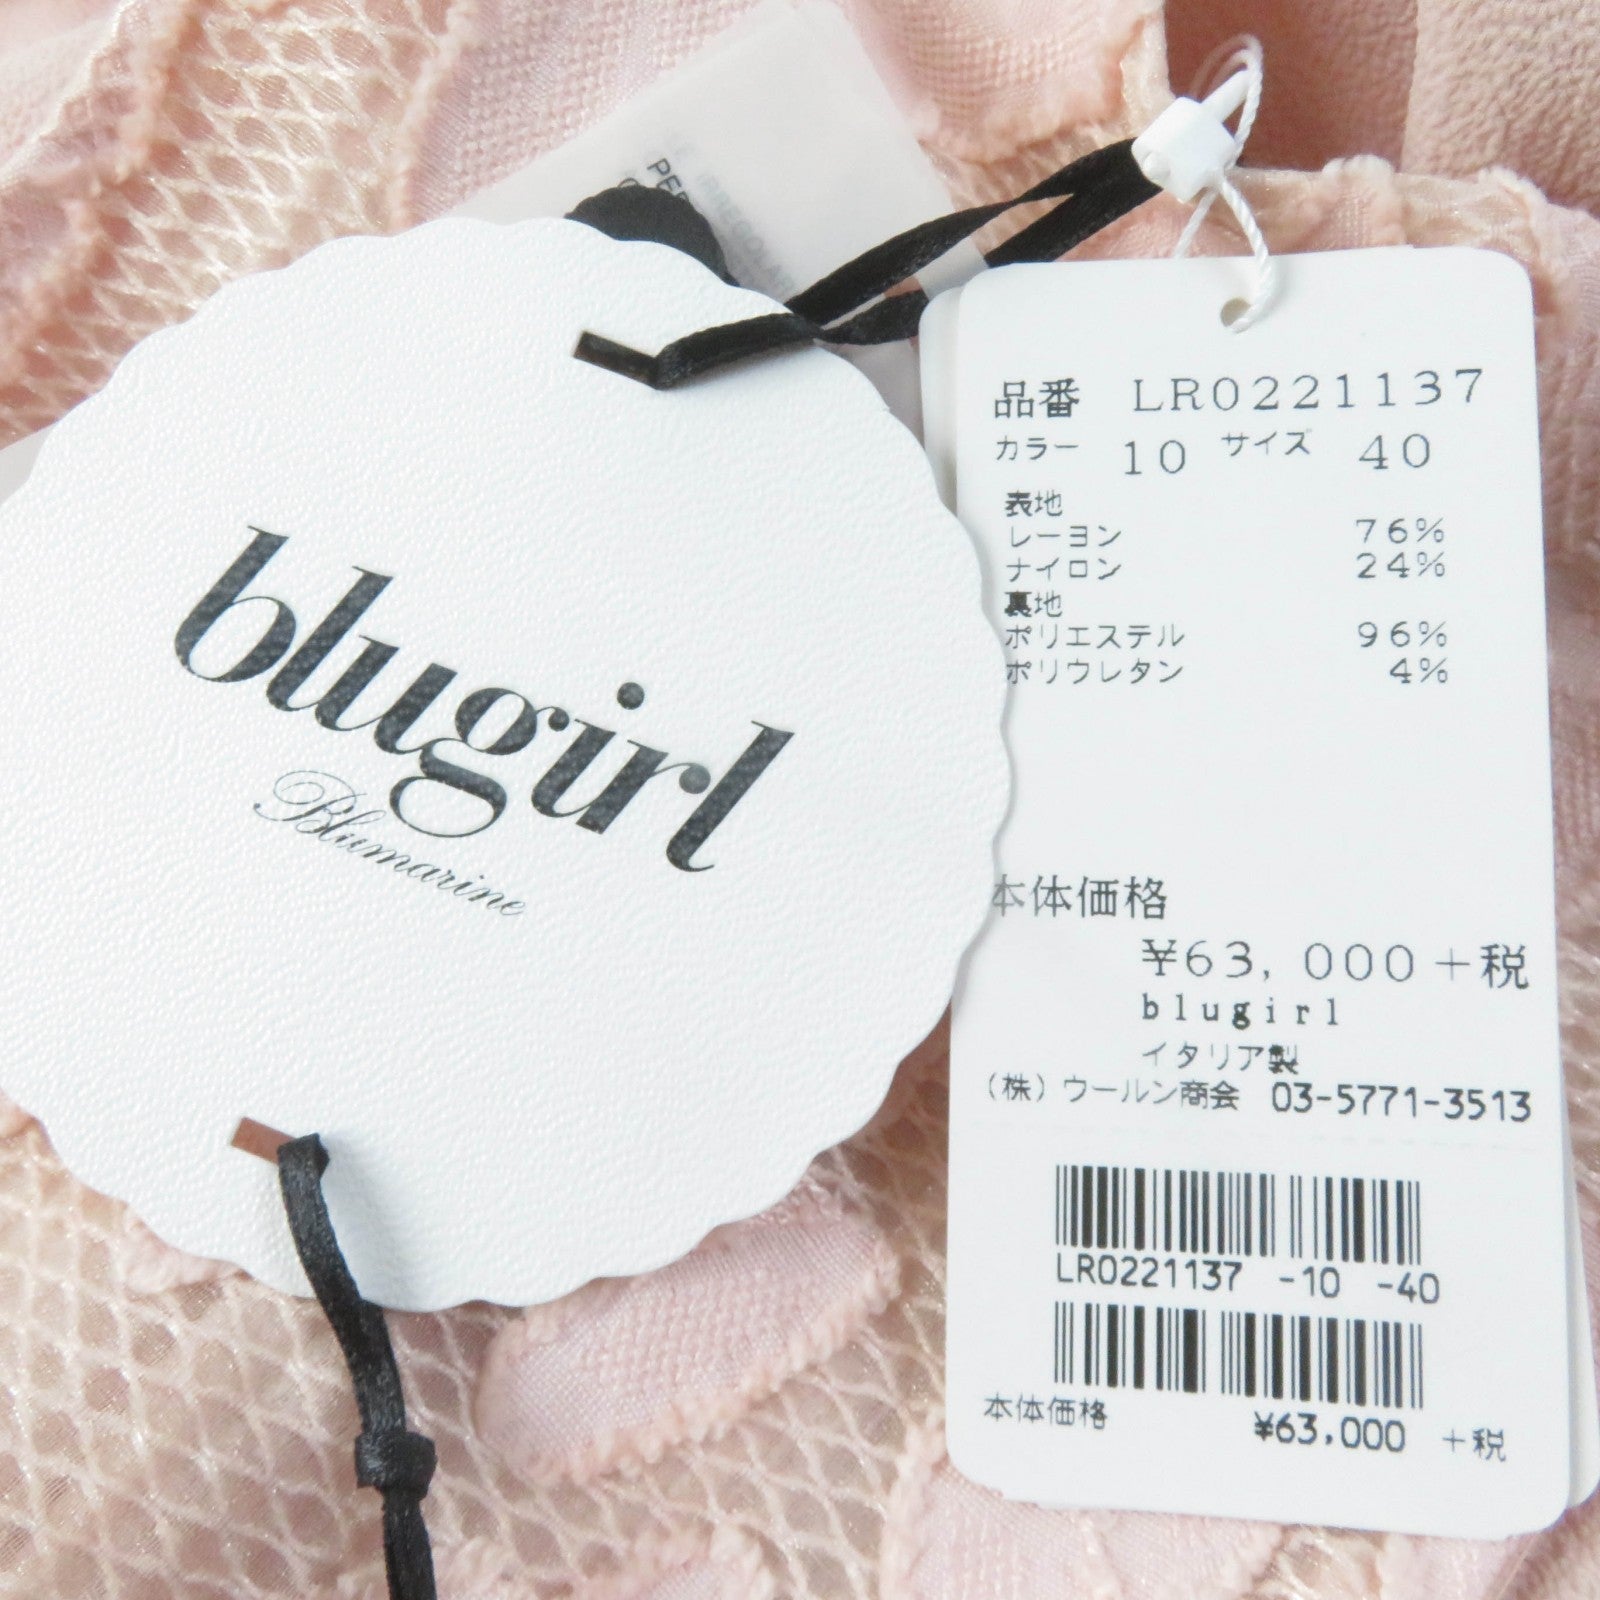 blugirl
Blumarine
品番 LR0221137
カラー 10 サイズ 40
表地
レーヨン 76%
ナイロン 24%
裏地
ポリエステル 96%
ポリウレタン 4%
本体価格
¥63,000+税
blugirl
イタリア製
(株)ウールン商会 03-5771-3513
LR0221137 -10 -40
本体価格 ¥63,000 +税